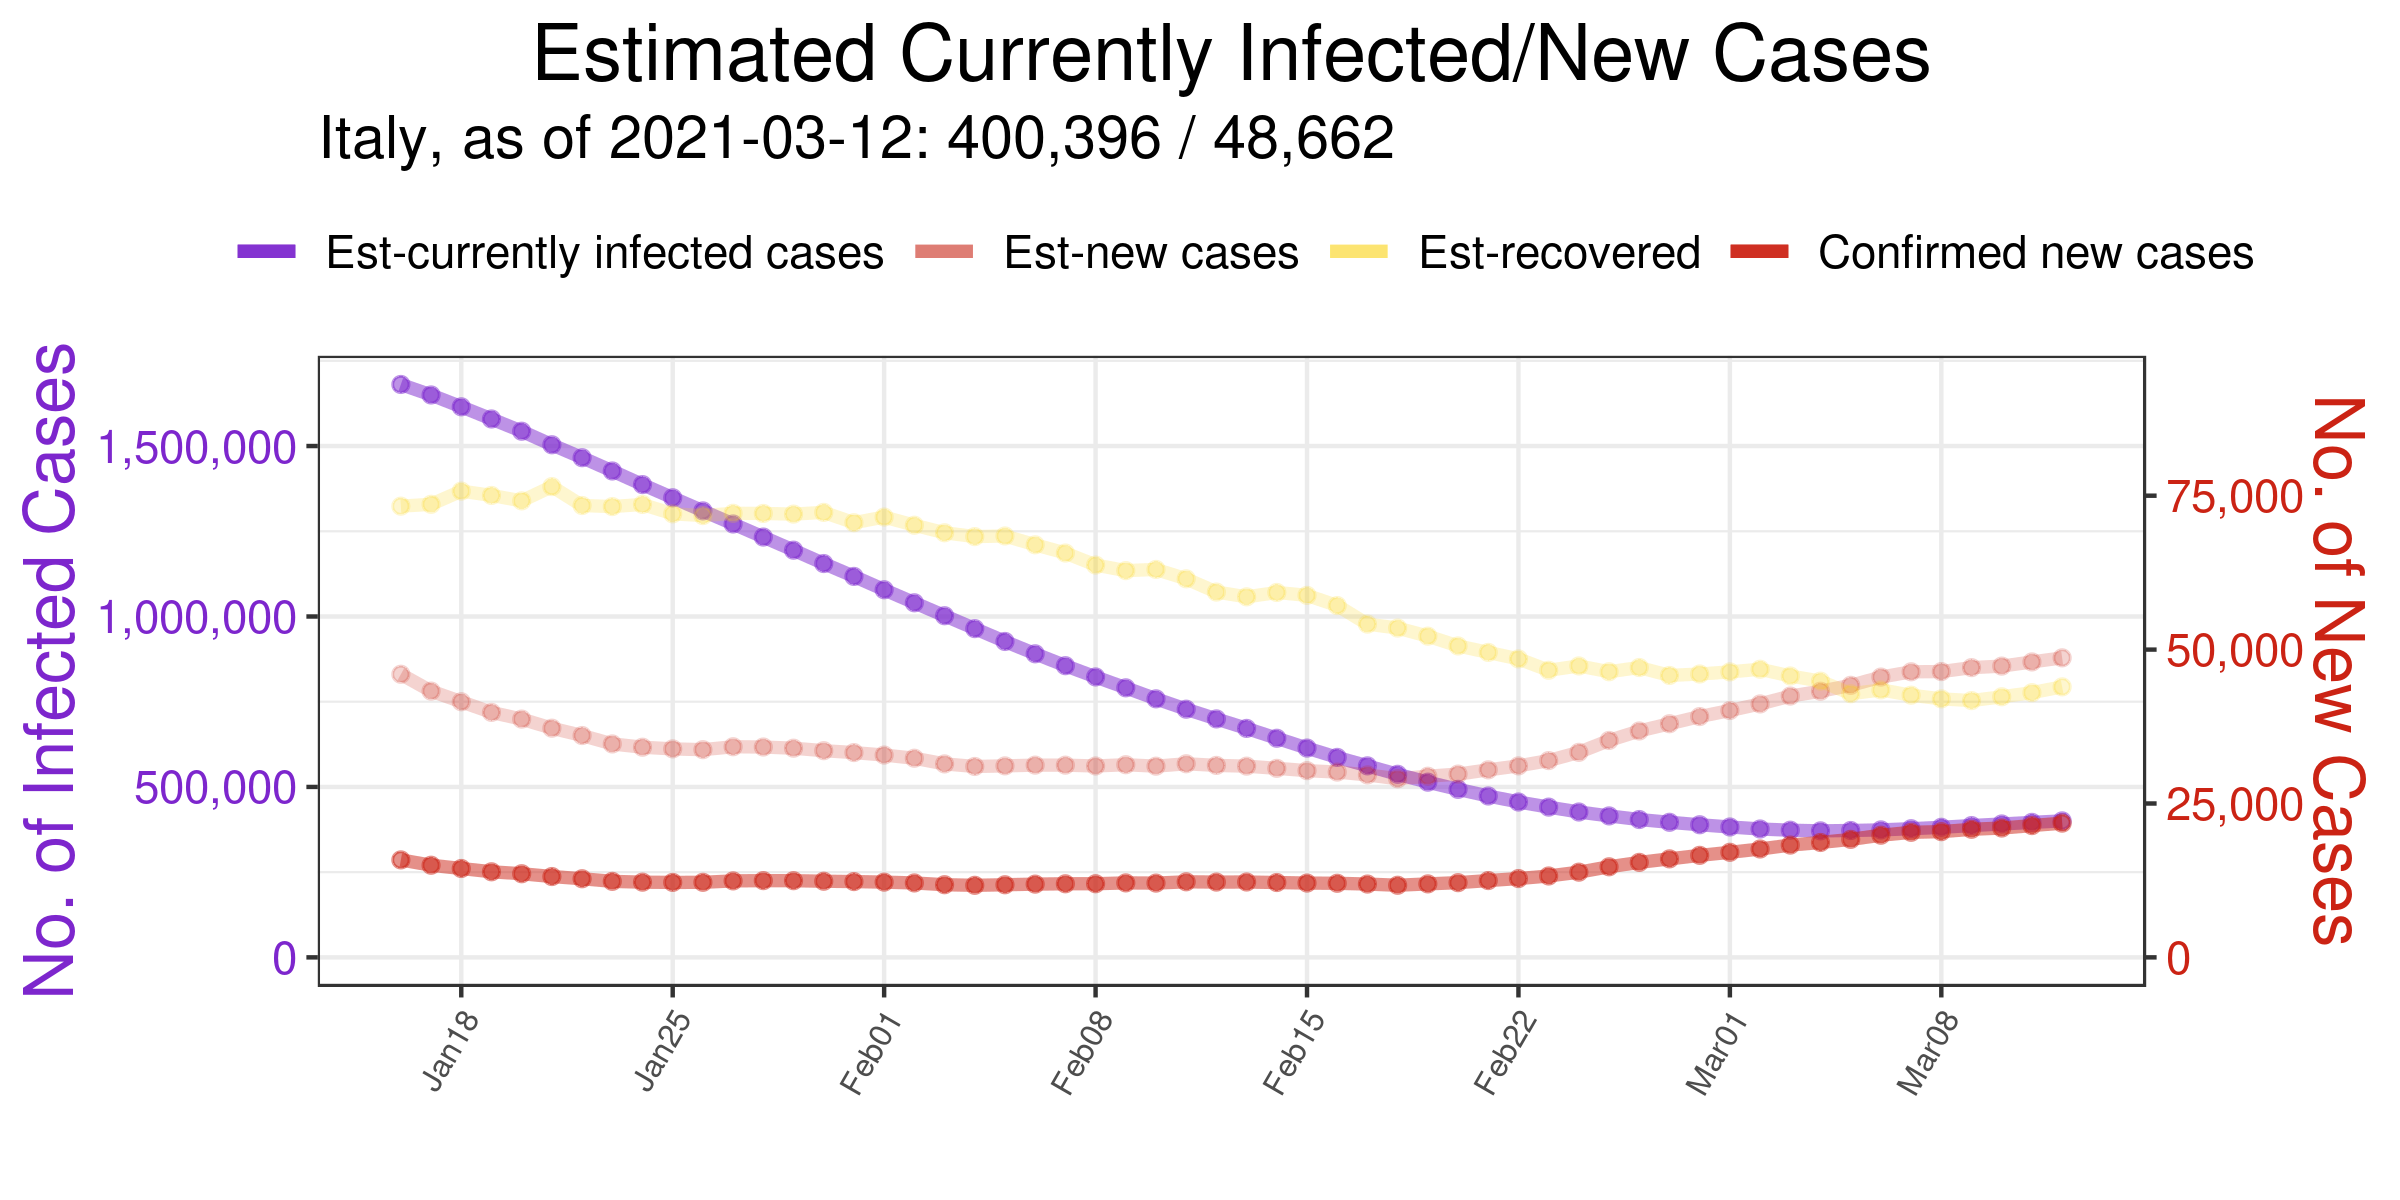 Estimated Currently Infected/New Cases
Italy, as of 2021-03-12: 400,396 / 48,662
Est-currently infected cases Est-new cases Est-recovered Confirmed new cases
No. of Infected Cases
1,500,000
1,000,000
500,000
0
75,000
50,000
25,000
0
No. of New Cases
Jan18 Jan25 Feb01 Feb08 Feb15 Feb22 Mar01 Mar08